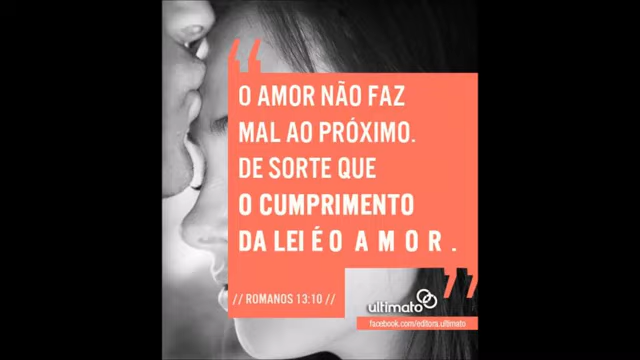 O AMOR NÃO FAZ
MAL AO PRÓXIMO.
DE SORTE QUE
O CUMPRIMENTO
DA LEI É O AMOR.
// ROMANOS 13:10 //
ultimato
facebook.com/editora.ultimato